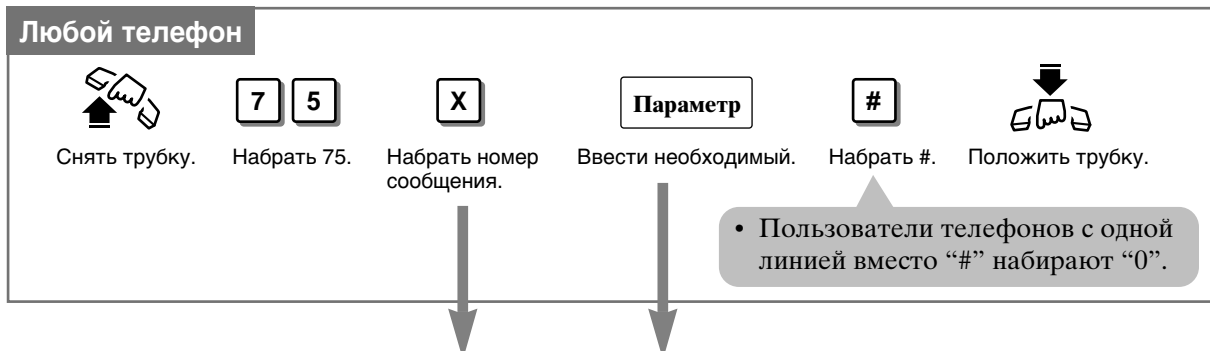 Любой телефон
7 5 X Параметр #
Снять трубку. Набрать 75. Набрать номер сообщения. Ввести необходимый. Набрать #. Положить трубку.
• Пользователи телефонов с одной
линией вместо “#” набирают “0”.